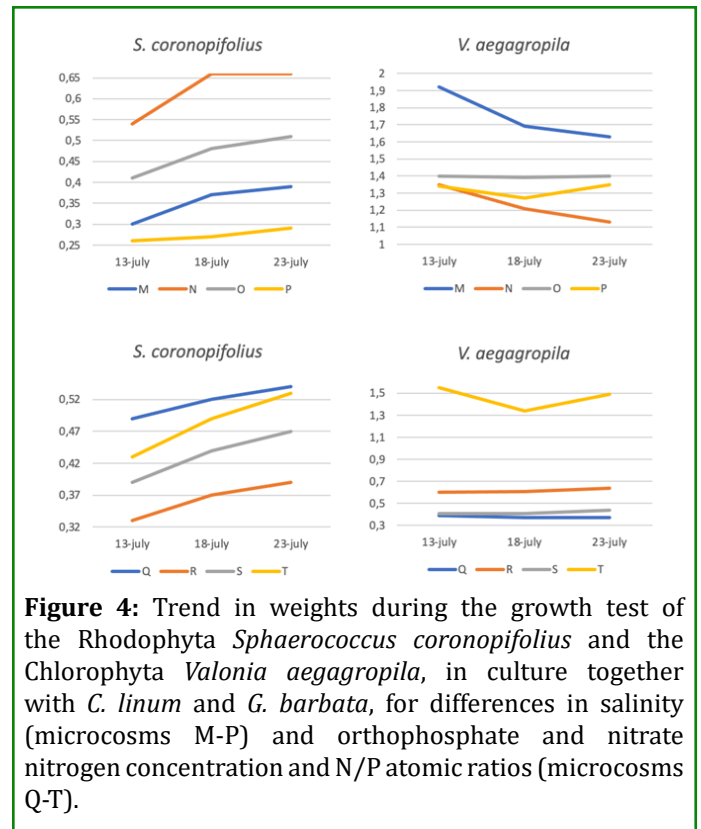 S. coronopifolius
0,65
0,6
0,55
0,5
0,45
0,4
0,35
0,3
0,25
13-july 18-july 23-july
M N O P
V. aegagropila
2
1,9
1,8
1,7
1,6
1,5
1,4
1,3
1,2
1,1
1
13-july 18-july 23-july
M N O P
S. coronopifolius
0,52
0,47
0,42
0,37
0,32
13-july 18-july 23-july
Q R S T
V. aegagropila
1,5
1,3
1,1
0,9
0,7
0,5
0,3
13-july 18-july 23-july
Q R S T
Figure 4: Trend in weights during the growth test of
the Rhodophyta Sphaerococcus coronopifolius and the
Chlorophyta Valonia aegagropila, in culture together
with C. linum and G. barbata, for differences in salinity
(microcosms M-P) and orthophosphate and nitrate
nitrogen concentration and N/P atomic ratios (microcosms
Q-T).